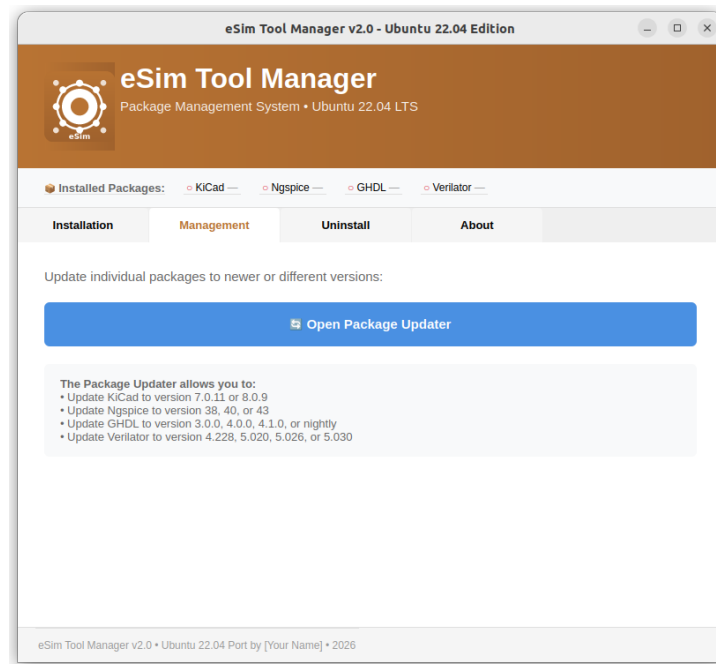 eSim Tool Manager v2.0 - Ubuntu 22.04 Edition
eSim
eSim Tool Manager
Package Management System • Ubuntu 22.04 LTS
Installed Packages: ○ KiCad — ○ Ngspice — ○ GHDL — ○ Verilator —
Installation Management Uninstall About
Update individual packages to newer or different versions:
Open Package Updater
The Package Updater allows you to:
• Update KiCad to version 7.0.11 or 8.0.9
• Update Ngspice to version 38, 40, or 43
• Update GHDL to version 3.0.0, 4.0.0, 4.1.0, or nightly
• Update Verilator to version 4.228, 5.020, 5.026, or 5.030
eSim Tool Manager v2.0 • Ubuntu 22.04 Port by [Your Name] • 2026